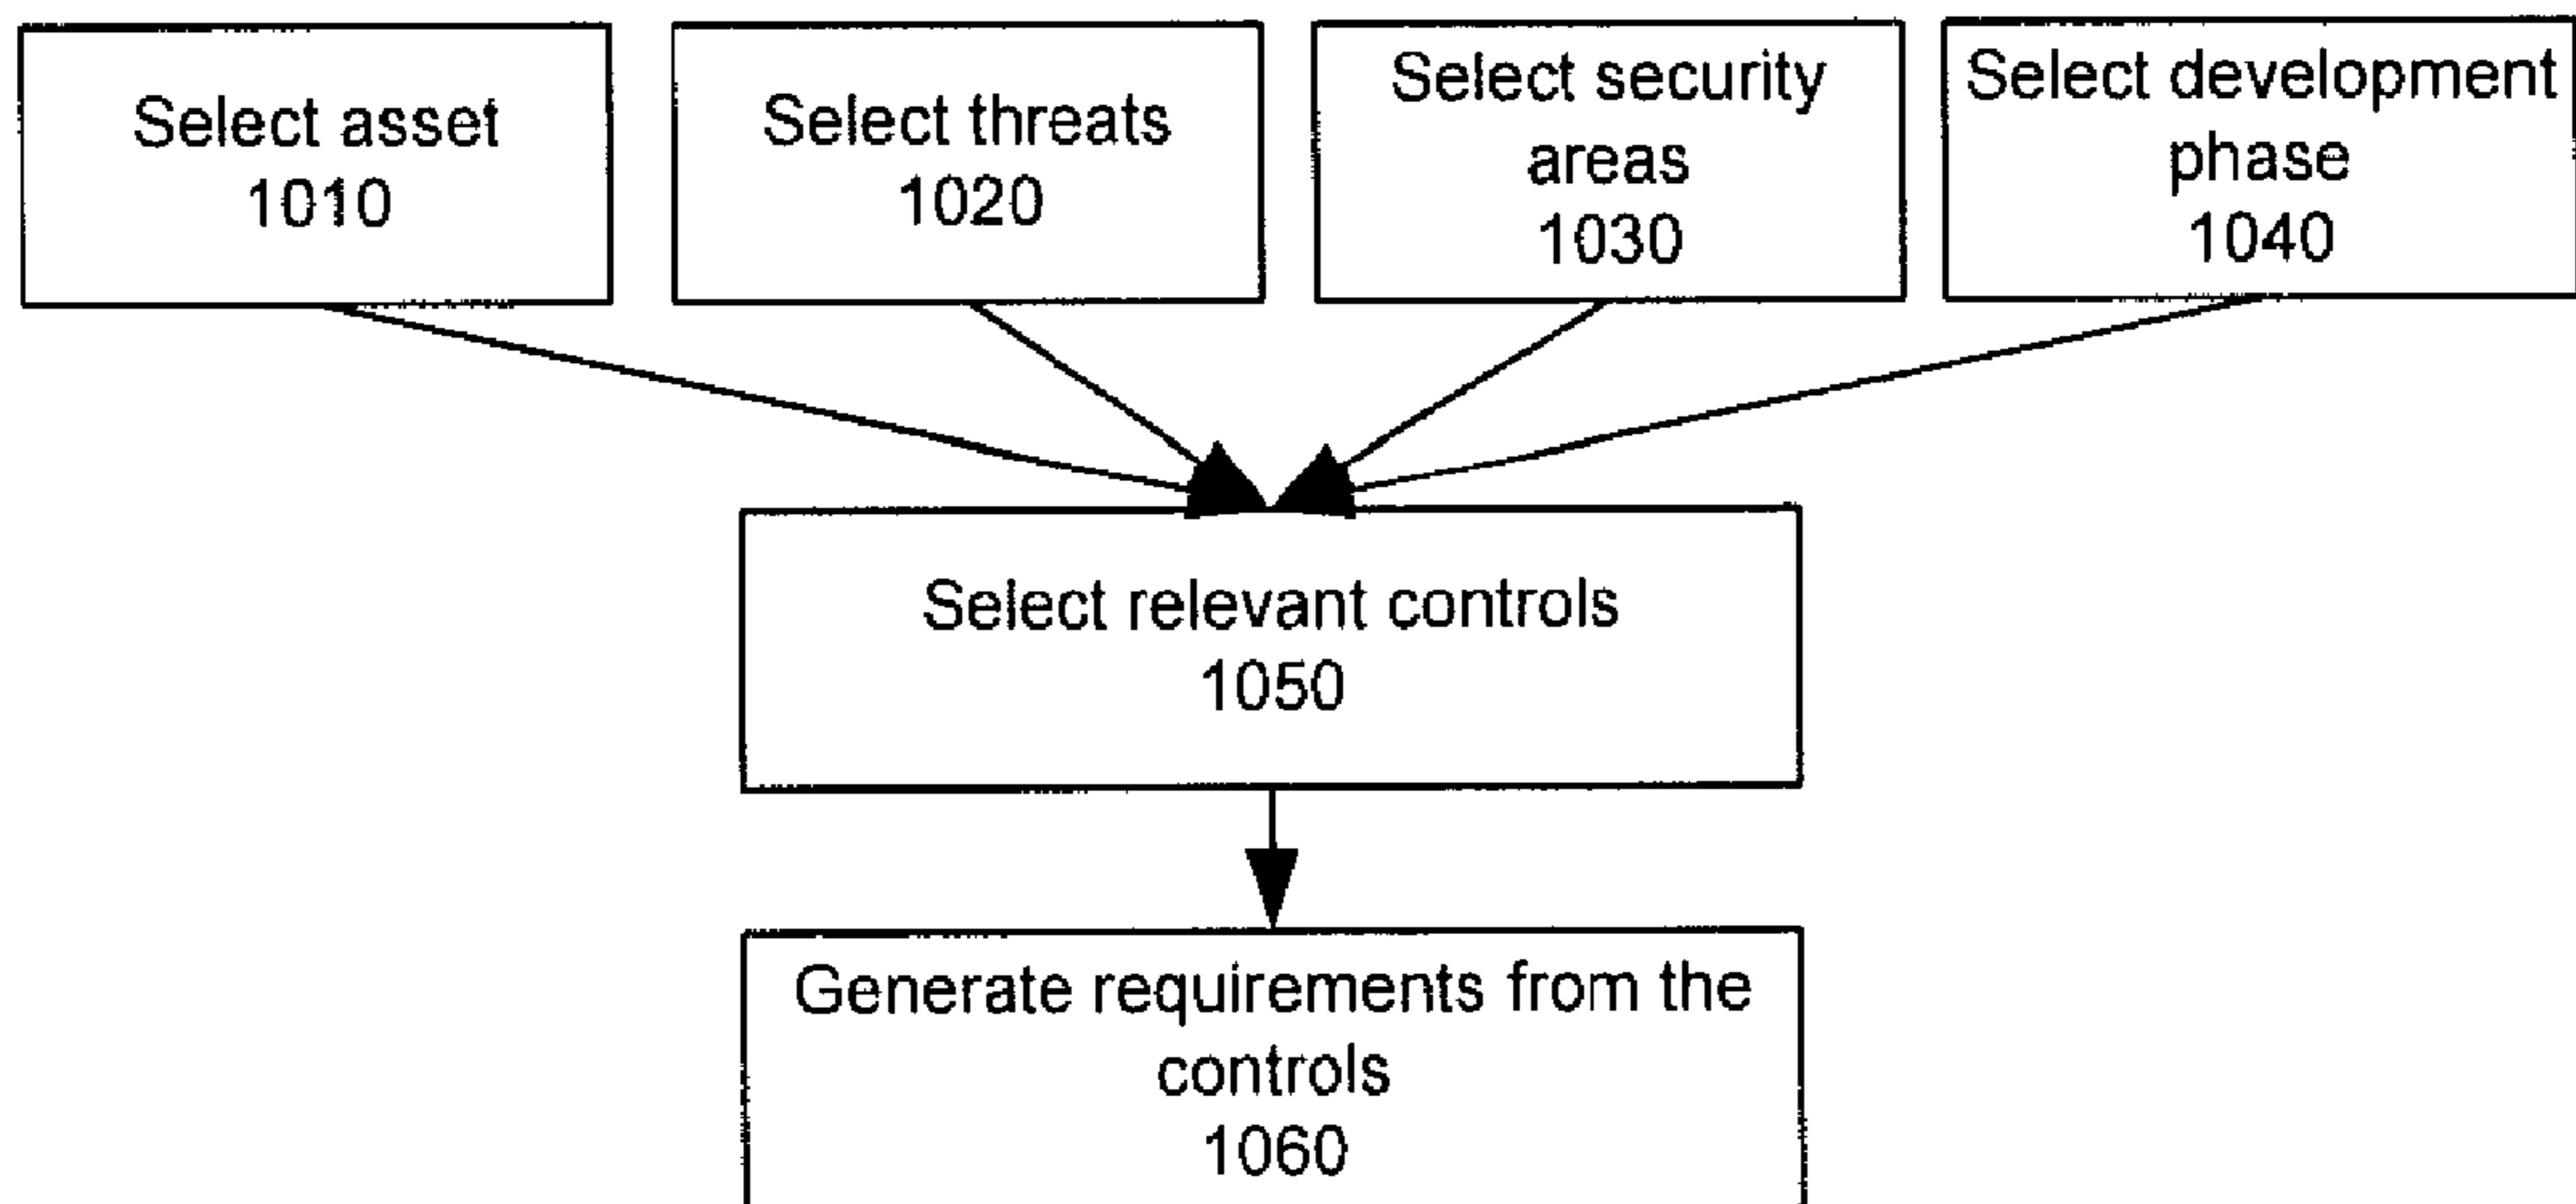 Select asset
1010
Select threats
1020
Select security
areas
1030
Select development
phase
1040
Select relevant controls
1050
Generate requirements from the
controls
1060